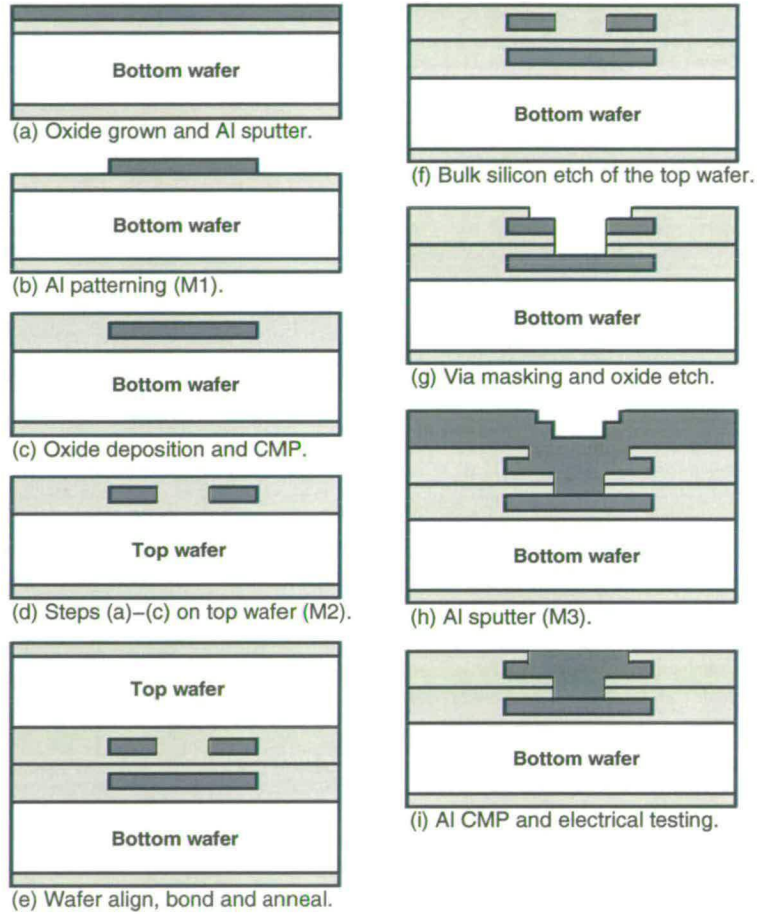 Bottom wafer
(a) Oxide grown and Al sputter.
Bottom wafer
(b) Al patterning (M1).
Bottom wafer
(c) Oxide deposition and CMP.
Top wafer
(d) Steps (a)–(c) on top wafer (M2).
Top wafer
Bottom wafer
(e) Wafer align, bond and anneal.
Bottom wafer
(f) Bulk silicon etch of the top wafer.
Bottom wafer
(g) Via masking and oxide etch.
Bottom wafer
(h) Al sputter (M3).
Bottom wafer
(i) Al CMP and electrical testing.